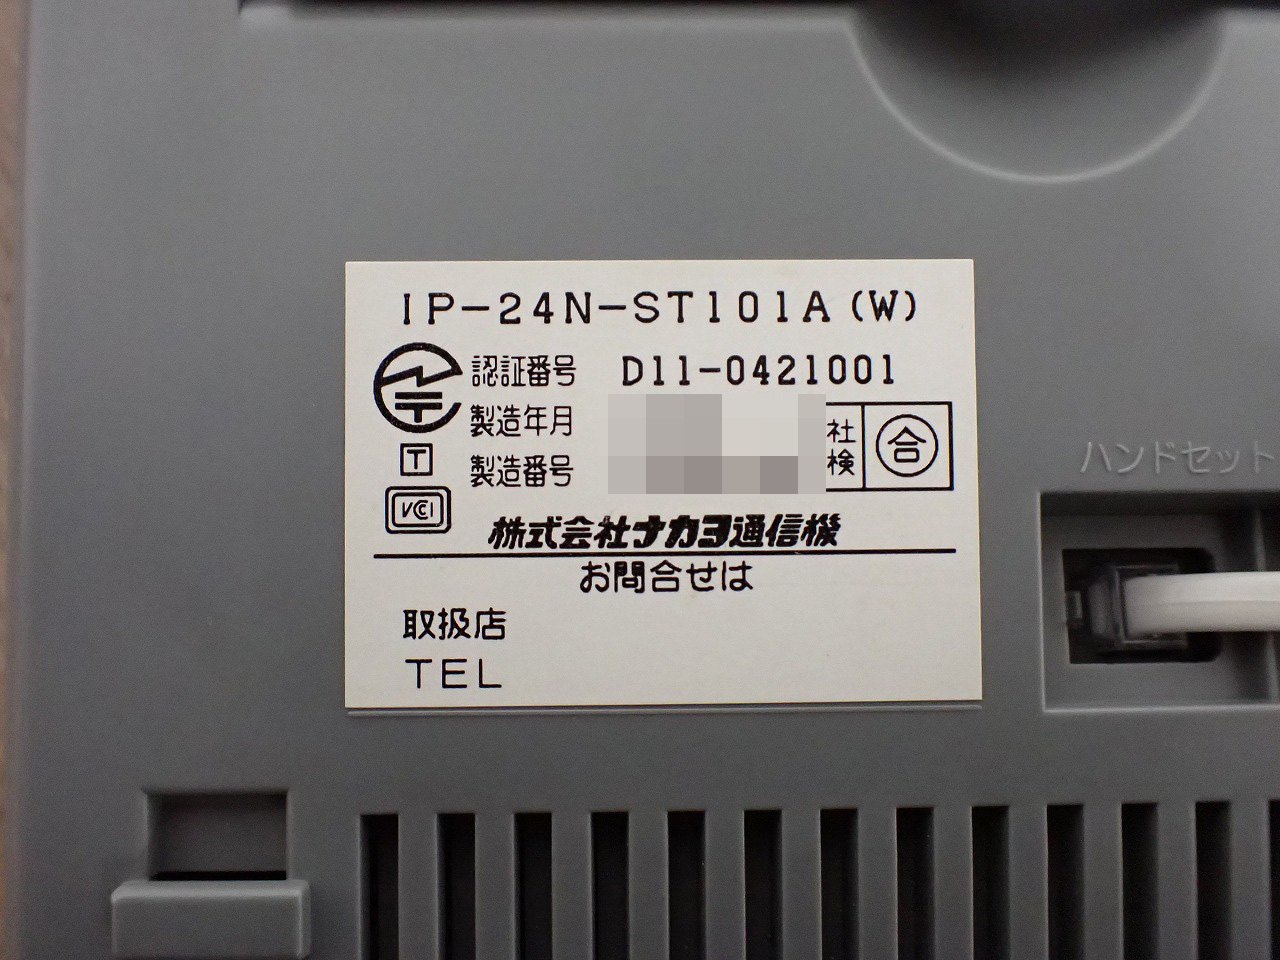 IP-24N-ST101A(W)
認証番号 D11-0421001
製造年月
製造番号
社検 合
T
VCCI
株式会社ナカヨ通信機
お問合せは
取扱店
TEL
ハンドセット